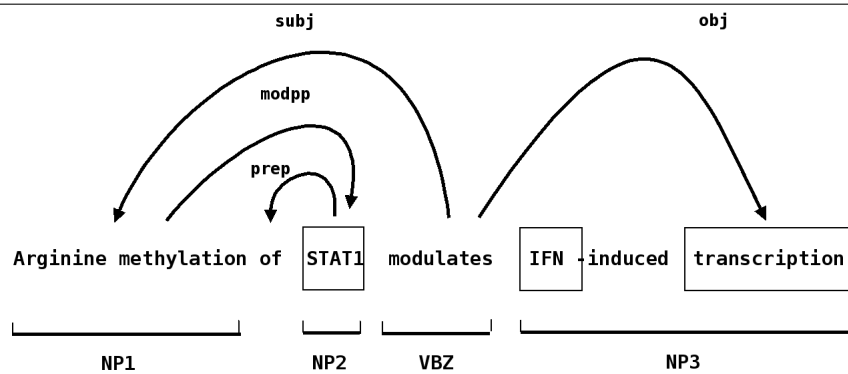 subj obj
modpp
prep
Arginine methylation of STAT1 modulates IFN -induced transcription
NP1 NP2 VBZ NP3